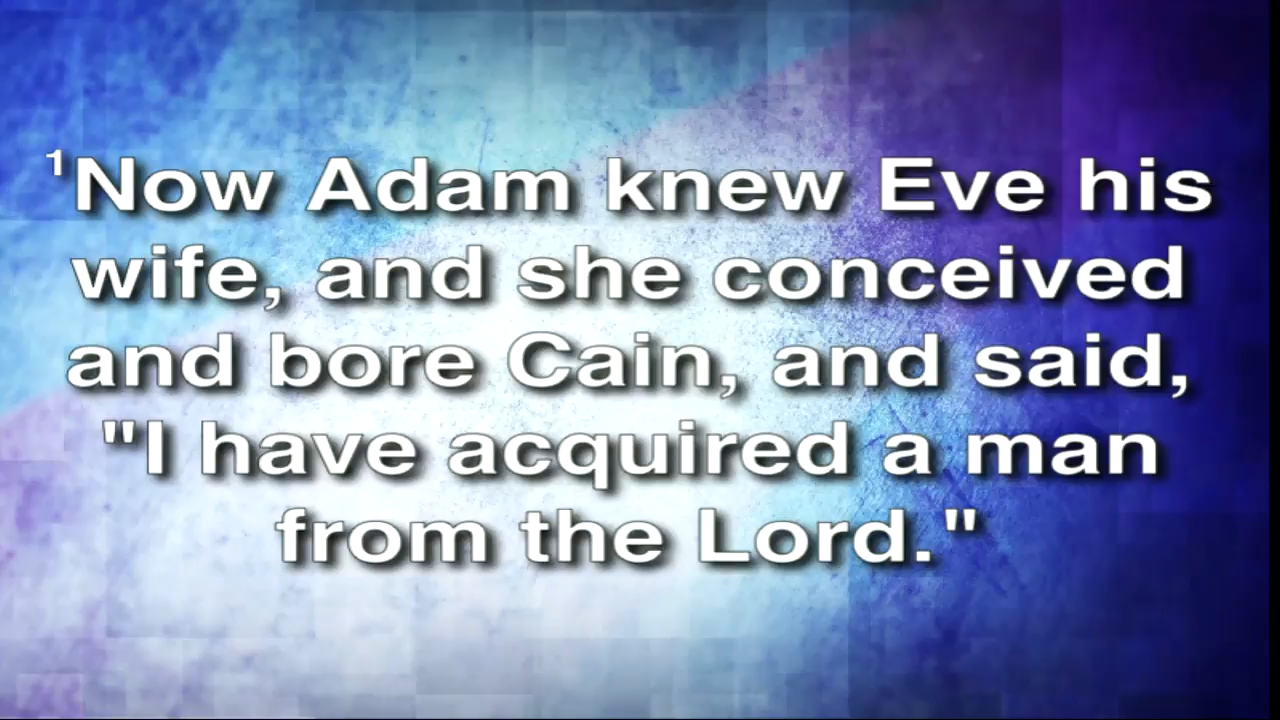 ¹Now Adam knew Eve his
wife, and she conceived
and bore Cain, and said,
"I have acquired a man
from the Lord."